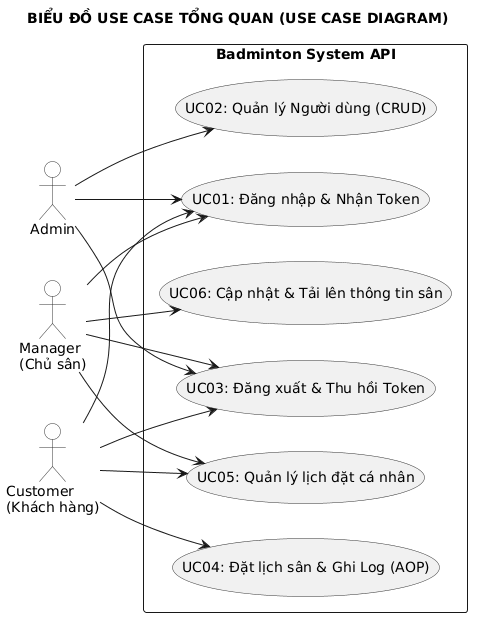 BIỂU ĐỒ USE CASE TỔNG QUAN (USE CASE DIAGRAM)
Badminton System API
UC02: Quản lý Người dùng (CRUD)
UC01: Đăng nhập & Nhận Token
Admin
UC06: Cập nhật & Tải lên thông tin sân
Manager
(Chủ sân)
UC03: Đăng xuất & Thu hồi Token
UC05: Quản lý lịch đặt cá nhân
Customer
(Khách hàng)
UC04: Đặt lịch sân & Ghi Log (AOP)